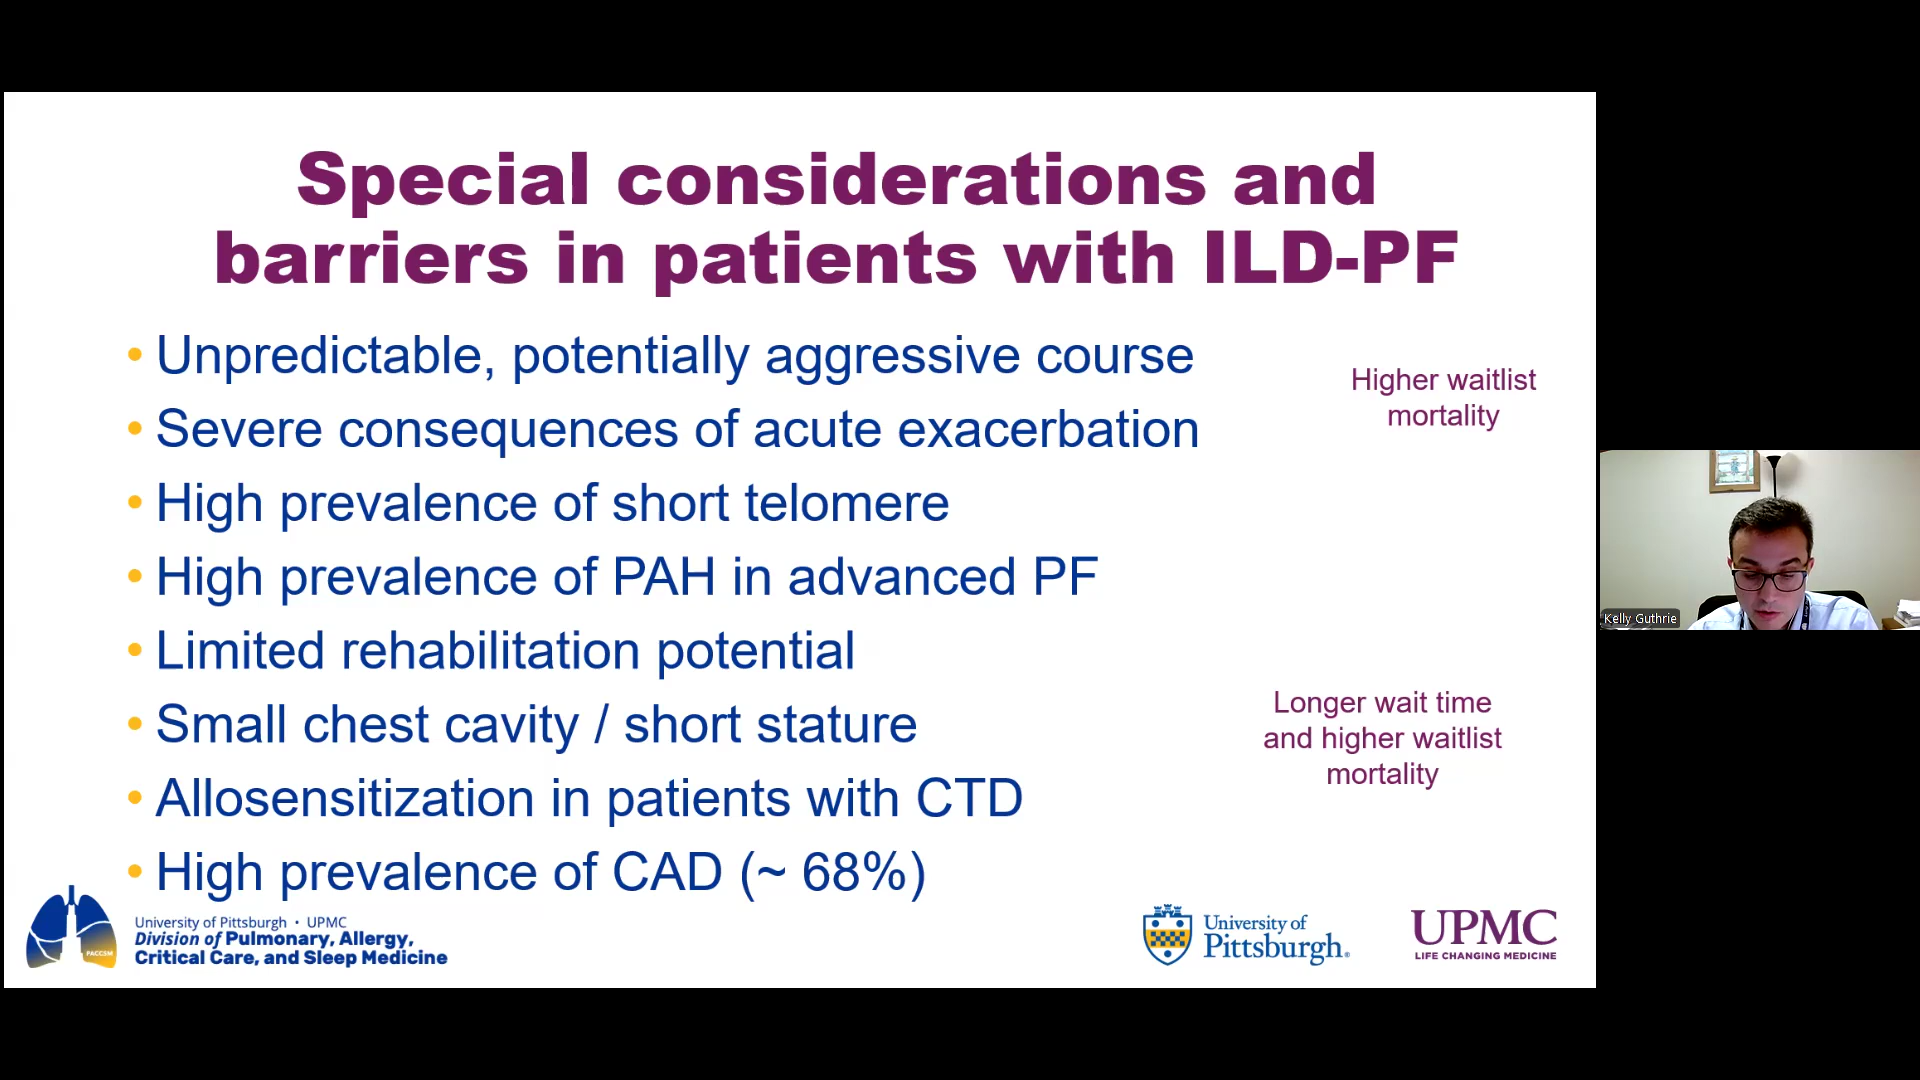 Special considerations and
barriers in patients with ILD-PF
• Unpredictable, potentially aggressive course
• Severe consequences of acute exacerbation
• High prevalence of short telomere
• High prevalence of PAH in advanced PF
• Limited rehabilitation potential
• Small chest cavity / short stature
• Allosensitization in patients with CTD
• High prevalence of CAD (~ 68%)
Higher waitlist
mortality
Longer wait time
and higher waitlist
mortality
Kelly Guthrie
PACCSM
University of Pittsburgh • UPMC
Division of Pulmonary, Allergy,
Critical Care, and Sleep Medicine
University of
Pittsburgh®
UPMC
LIFE CHANGING MEDICINE